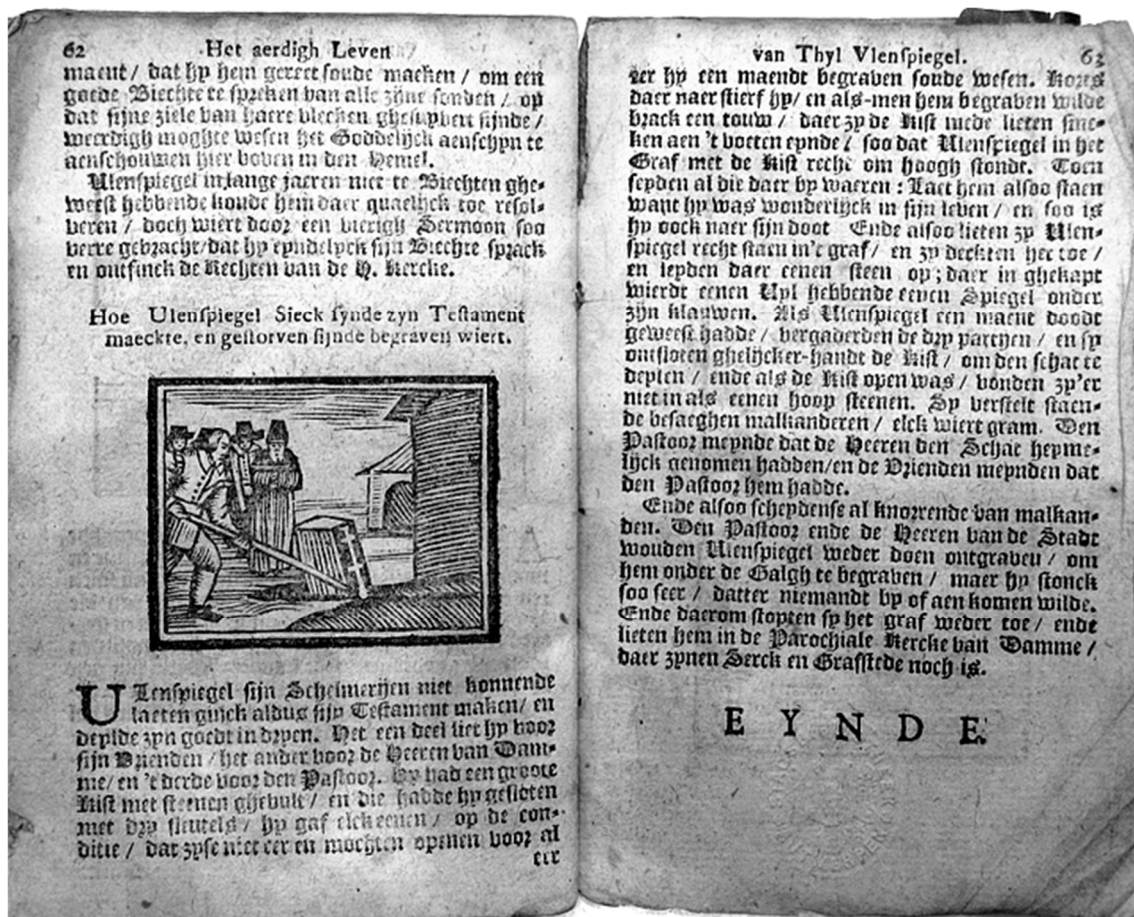 62 Het aerdigh Leven
maent / dat hy hem gereet soude macken / om een
goede Biechte te spreken van alle zijne sonden / op
dat sijne ziele van haere vlecken ghesuyvert sijnde /
weerdigh moghte wesen het Goddelijck aenschyn te
aenschouwen hier boven in den Hemel.
Ulenspiegel in lange jaeren niet te Biechten ghe-
weest hebbende koude hem daer quaelijck toe resol-
veren / doch wiert door een vierigh Sermoon soo
verre gebracht / dat hy eyndelyck sijn Biechte sprack
en ontfinck de Rechten van de H. Kercke.
Hoe Ulenspiegel Sieck synde zyn Testament
maeckte, en gestorven sijnde begraven wiert.
ULenspiegel sijn Schelmerijen niet konnende
laeten ginck aldus sijn Testament maken / en
deylde zyn goedt in dryen. Het een deel liet hy voor
sijn Vrienden / het ander voor de Heeren van Dam-
me / en 't derde voor den Pastoor. Hy had een groote
Kist met steenen ghevult / en die hadde hy gesloten
met dry sleutels / hy gaf elck eenen / op de con-
ditie / dat zyse niet eer en mochten openen voor al
eer
van Thyl Vlenspiegel. 63
eer hy een maendt begraven soude wesen. Korts
daer naer stierf hy / en als-men hem begraven wilde
brack een touw / daer zy de Kist mede lieten sinc-
ken aen 't voeten eynde / soo dat Ulenspiegel in het
Graf met de Kist recht om hoogh stondt. Toen
seyden al die daer by waeren : Laet hem alsoo staen
want hy was wonderlijck in sijn leven / en soo is
hy oock naer sijn doot Ende alsoo lieten zy Ulen-
spiegel recht staen in 't graf / en zy deckten het toe /
en leyden daer eenen steen op ; daer in ghekapt
wierdt eenen Uyl hebbende eenen Spiegel onder
zijn klauwen. Als Ulenspiegel een maent doodt
geweest hadde / vergaderden de dry partyen / en sy
ontsloten ghelijcker-handt de Kist / om den schat te
deylen / ende als de Kist open was / vonden zy'er
niet in als eenen hoop steenen. Sy verstelt staen-
de besaeghen malkanderen / elck wiert gram. Den
Pastoor meynde dat de Heeren den Schat heyme-
lijck genomen hadden / en de Vrienden meynden dat
den Pastoor hem hadde.
Ende alsoo scheydense al knorrende van malkan-
den. Den Pastoor ende de Heeren van de Stadt
wouden Ulenspiegel weder doen ontgraven / om
hem onder de Galgh te begraven / maer hy stonck
soo seer / datter niemandt by of aen komen wilde.
Ende daerom stopten sy het graf weder toe / ende
lieten hem in de Parochiale Kercke van Damme /
daer zynen Serck en Grafstede noch is.
EYNDE.